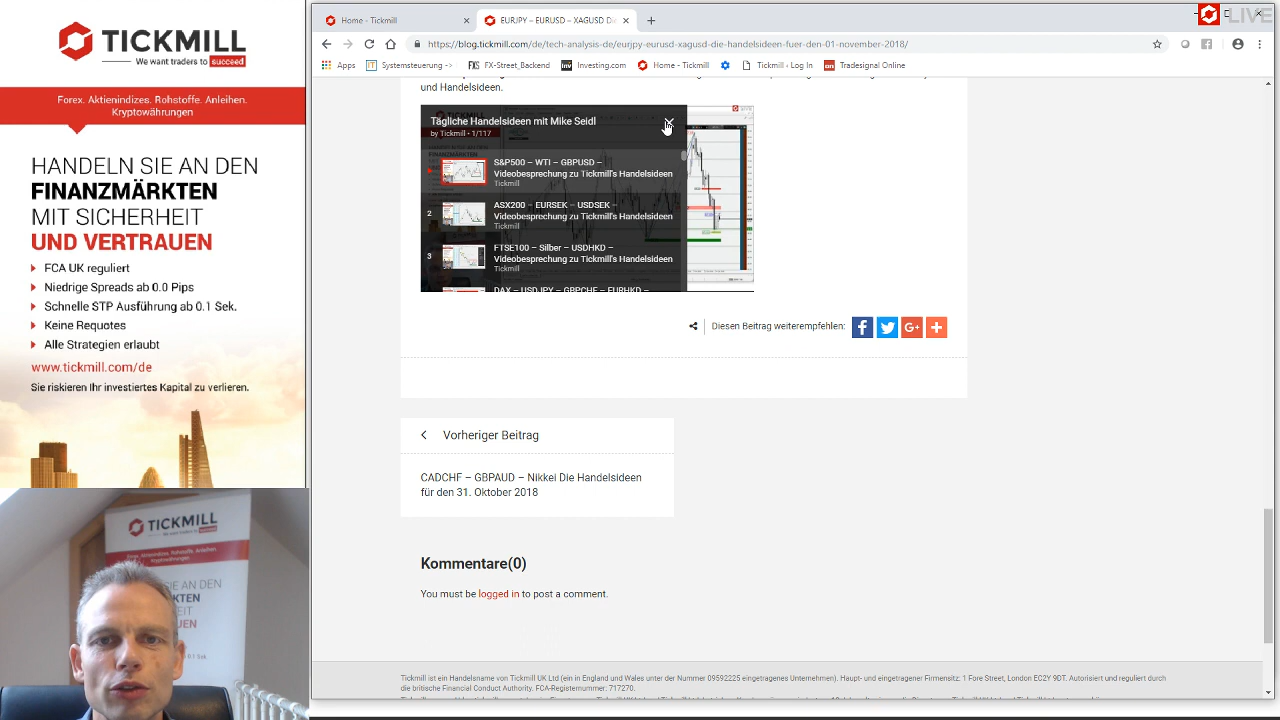 TICKMILL
We want traders to succeed
Forex. Aktienindizes. Rohstoffe. Anleihen.
Kryptowährungen
HANDELN SIE AN DEN
FINANZMÄRKTEN
MIT SICHERHEIT
UND VERTRAUEN
FCA UK reguliert
Niedrige Spreads ab 0.0 Pips
Schnelle STP Ausführung ab 0.1 Sek.
Keine Requotes
Alle Strategien erlaubt
www.tickmill.com/de
Sie riskieren Ihr investiertes Kapital zu verlieren.
TICKMILL
Home - Tickmill
EURJPY – EURUSD – XAGUSD Di
LIVE
https://blog.tickmill.com/de/tech-analysis-de/eurjpy-eurusd-xagusd-die-handelsideen-fuer-den-01-november-2018/
Apps
Systemsteuerung ->
FXS
FX-Street_Backend
inv
Investing.com
Home – Tickmill
Tickmill › Log In
Tradesignal Online
und Handelsideen.
Tägliche Handelsideen mit Mike Seidl
by Tickmill • 1/117
S&P500 – WTI – GBPUSD –
Videobesprechung zu Tickmill's Handelsideen
Tickmill
2
ASX200 – EURSEK – USDSEK –
Videobesprechung zu Tickmill's Handelsideen
Tickmill
3
FTSE100 – Silber – USDHKD –
Videobesprechung zu Tickmill's Handelsideen
Tickmill
DAX – USDJPY – GBPCHF – EURHKD –
Diesen Beitrag weiterempfehlen:
Vorheriger Beitrag
CADCHF – GBPAUD – Nikkei Die Handelsideen
für den 31. Oktober 2018
Kommentare(0)
You must be logged in to post a comment.
Tickmill ist ein Handelsname von Tickmill UK Ltd (ein in England und Wales unter der Nummer 09592225 eingetragenes Unternehmen). Haupt- und eingetragener Firmensitz: 1 Fore Street, London EC2Y 9DT. Autorisiert und reguliert durch
die britische Financial Conduct Authority. FCA-Registernummer: 717270.